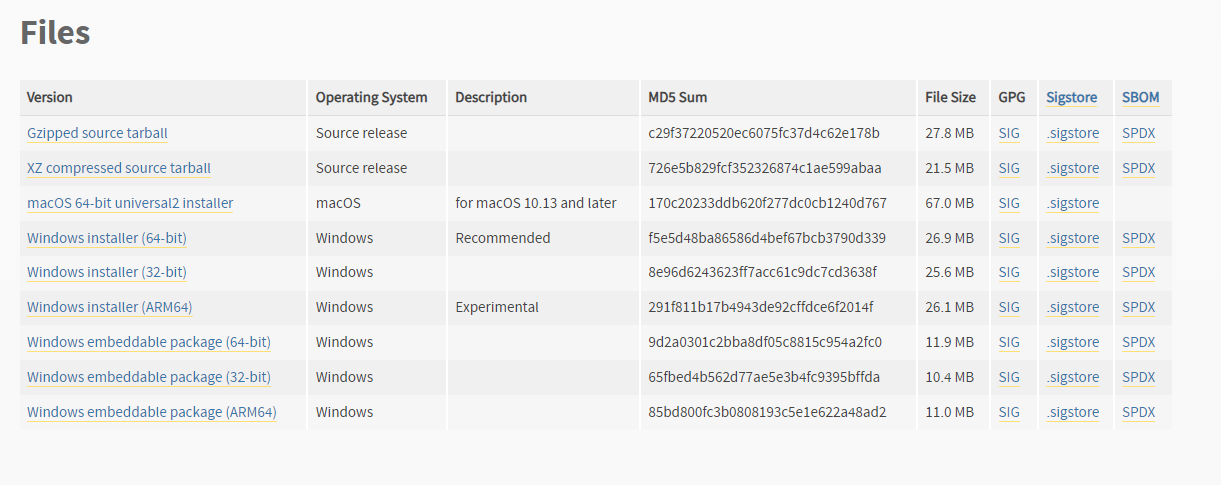 Files
Version Operating System Description MD5 Sum File Size GPG Sigstore SBOM
Gzipped source tarball Source release c29f37220520ec6075fc37d4c62e178b 27.8 MB SIG .sigstore SPDX
XZ compressed source tarball Source release 726e5b829fcf352326874c1ae599abaa 21.5 MB SIG .sigstore SPDX
macOS 64-bit universal2 installer macOS for macOS 10.13 and later 170c20233ddb620f277dc0cb1240d767 67.0 MB SIG .sigstore
Windows installer (64-bit) Windows Recommended f5e5d48ba86586d4bef67bcb3790d339 26.9 MB SIG .sigstore SPDX
Windows installer (32-bit) Windows 8e96d6243623ff7acc61c9dc7cd3638f 25.6 MB SIG .sigstore SPDX
Windows installer (ARM64) Windows Experimental 291f811b17b4943de92cffdce6f2014f 26.1 MB SIG .sigstore SPDX
Windows embeddable package (64-bit) Windows 9d2a0301c2bba8df05c8815c954a2fc0 11.9 MB SIG .sigstore SPDX
Windows embeddable package (32-bit) Windows 65fbed4b562d77ae5e3b4fc9395bffda 10.4 MB SIG .sigstore SPDX
Windows embeddable package (ARM64) Windows 85bd800fc3b0808193c5e1e622a48ad2 11.0 MB SIG .sigstore SPDX